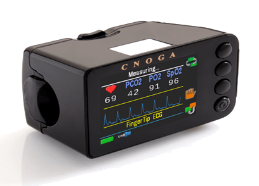 CNOGA
Measuring...
PCO2 PO2 SpO2
69 42 91 96
FingerTip ECG